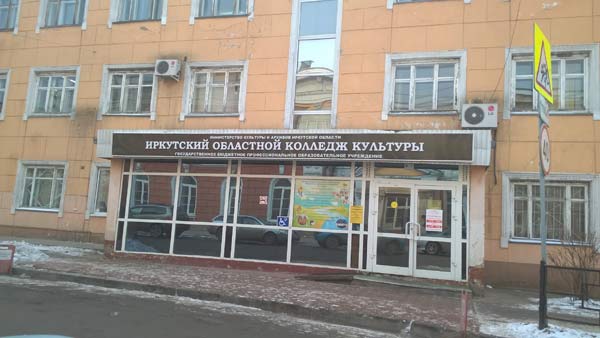 МИНИСТЕРСТВО КУЛЬТУРЫ И АРХИВОВ ИРКУТСКОЙ ОБЛАСТИ
ИРКУТСКИЙ ОБЛАСТНОЙ КОЛЛЕДЖ КУЛЬТУРЫ
ГОСУДАРСТВЕННОЕ БЮДЖЕТНОЕ ПРОФЕССИОНАЛЬНОЕ ОБРАЗОВАТЕЛЬНОЕ УЧРЕЖДЕНИЕ